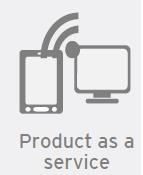 Product as a
service